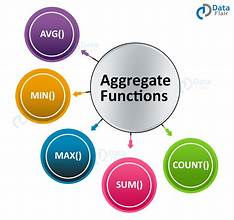 Data
Flair
AVG()
Aggregate
Functions
MIN()
MAX()
COUNT()
SUM()